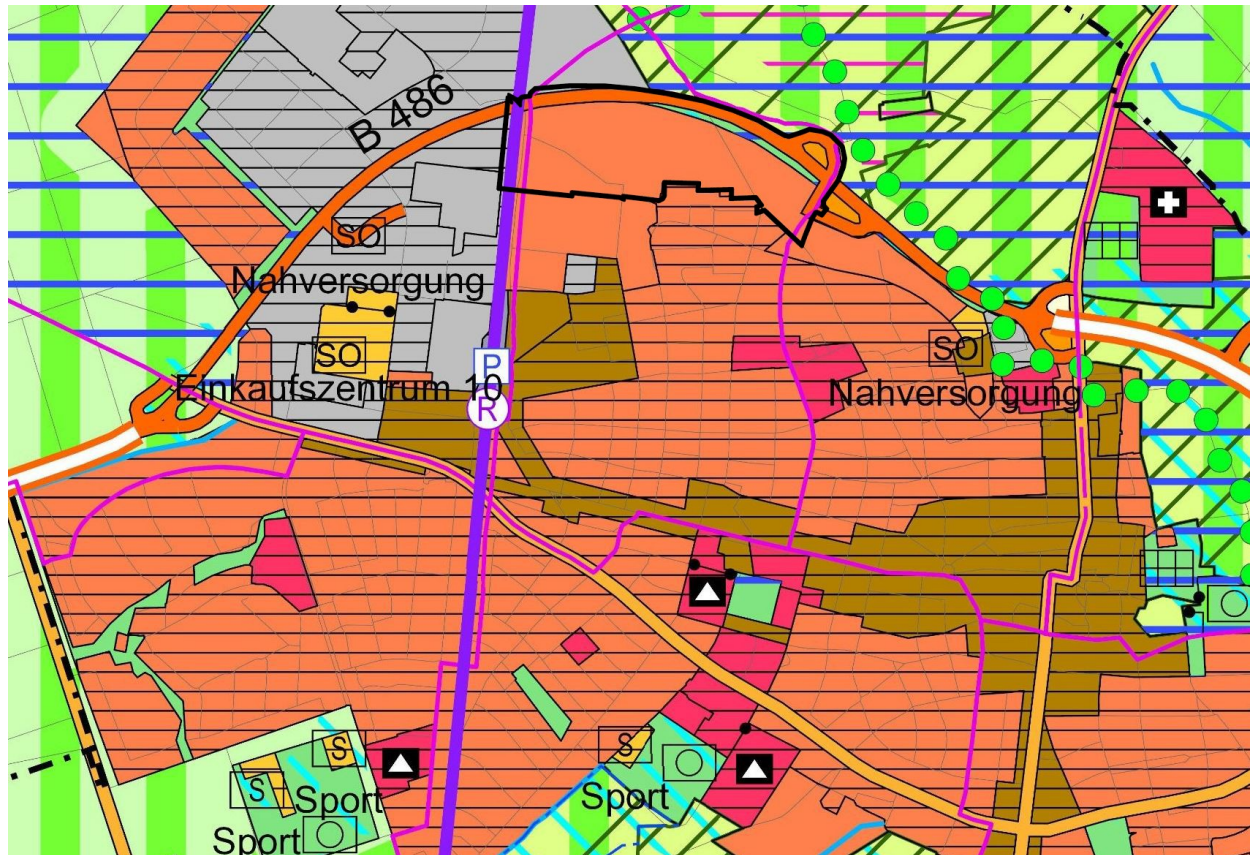 B 486
SO
Nahversorgung
SO
Einkaufszentrum 10
P
R
SO
Nahversorgung
S
S
Sport
Sport
S
Sport